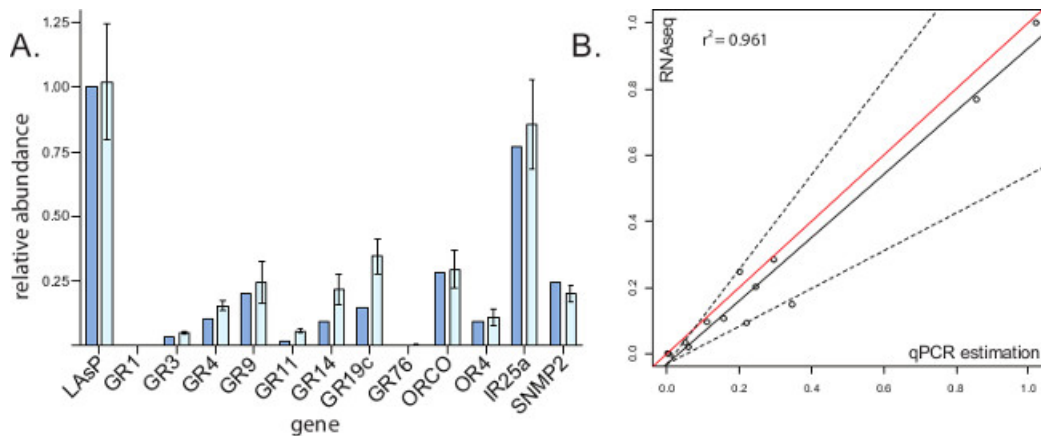 A.
relative abundance
1.25
1.00
0.75
0.50
0.25
LAsP
GR1
GR3
GR4
GR9
GR11
GR14
GR19c
GR76
ORCO
OR4
IR25a
SNMP2
gene
B.
RNAseq
r² = 0.961
1.0
0.8
0.6
0.4
0.2
0.0
qPCR estimation
0.0
0.2
0.4
0.6
0.8
1.0